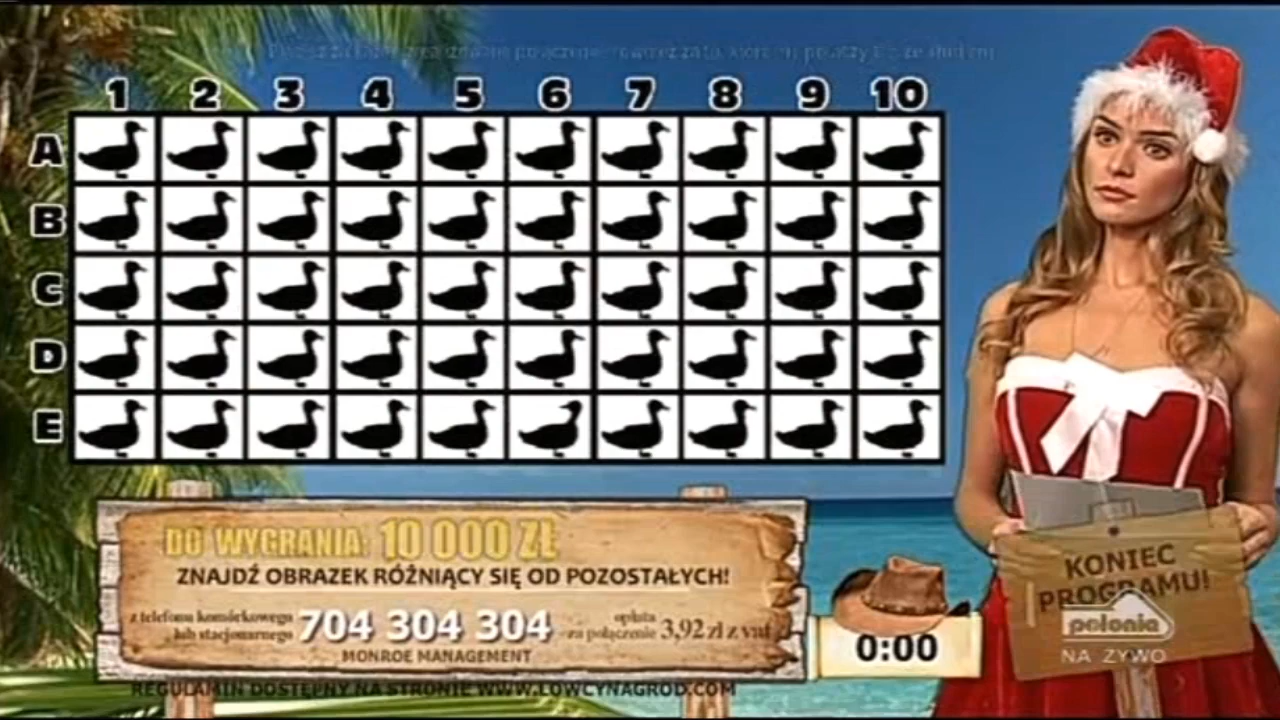 1 2 3 4 5 6 7 8 9 10
A
B
C
D
E
DO WYGRANIA: 10 000 ZŁ
ZNAJDŹ OBRAZEK RÓŻNIĄCY SIĘ OD POZOSTAŁYCH!
z telefonu komórkowego
lub stacjonarnego
704 304 304
opłata
za połączenie 3,92 zł z vat
MONROE MANAGEMENT
REGULAMIN DOSTĘPNY NA STRONIE WWW.LOWCYNAGROD.COM
0:00
KONIEC
PROGRAMU!
polonia
NA ŻYWO